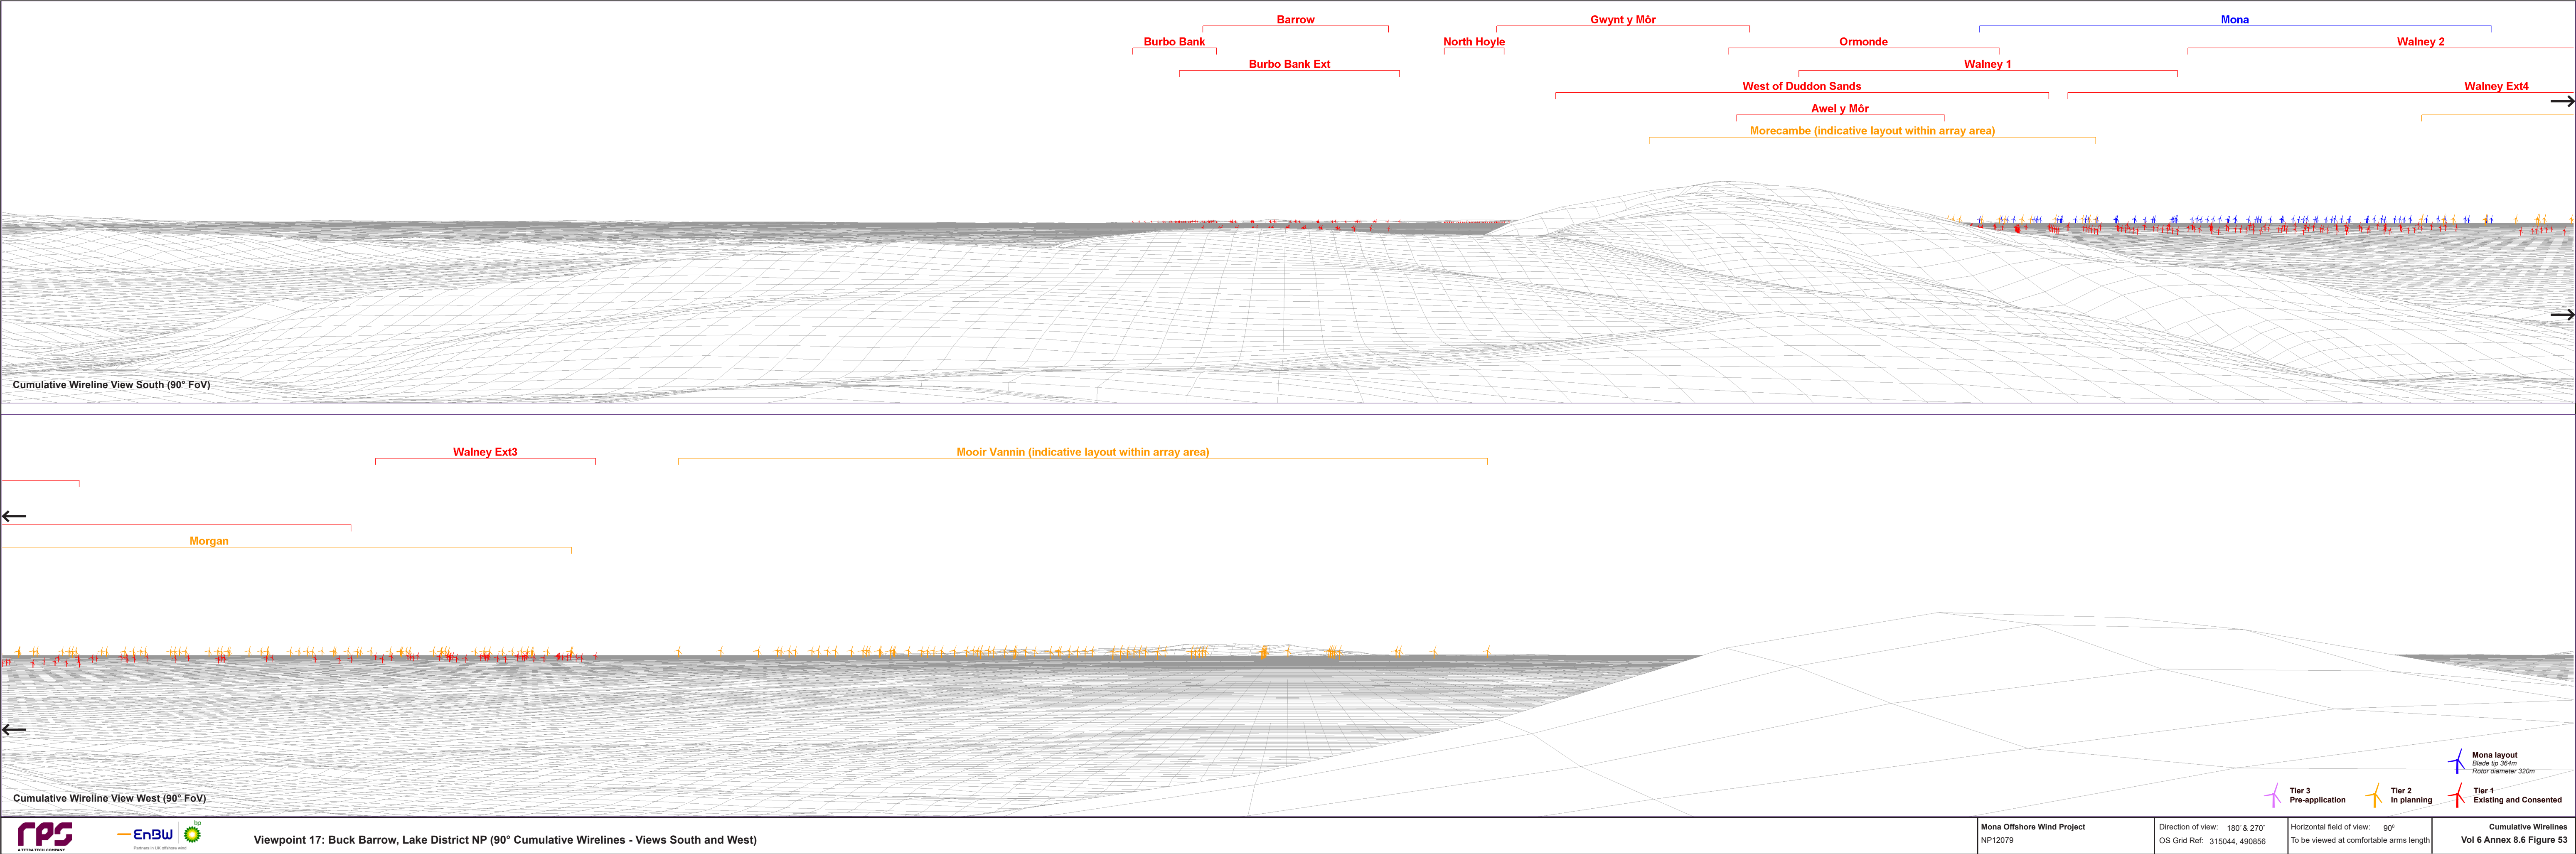 Barrow
Gwynt y Môr
Mona
Burbo Bank
North Hoyle
Ormonde
Walney 2
Burbo Bank Ext
Walney 1
West of Duddon Sands
Walney Ext4
Awel y Môr
Morecambe (indicative layout within array area)
Cumulative Wireline View South (90° FoV)
Walney Ext3
Mooir Vannin (indicative layout within array area)
Morgan
Cumulative Wireline View West (90° FoV)
Mona layout
Blade tip 364m
Rotor diameter 320m
Tier 3
Pre-application
Tier 2
In planning
Tier 1
Existing and Consented
rps
A TETRA TECH COMPANY
EnBW
bp
Partners in UK offshore wind
Viewpoint 17: Buck Barrow, Lake District NP (90° Cumulative Wirelines - Views South and West)
Mona Offshore Wind Project
NP12079
Direction of view: 180° & 270°
OS Grid Ref: 315044, 490856
Horizontal field of view: 90°
To be viewed at comfortable arms length
Cumulative Wirelines
Vol 6 Annex 8.6 Figure 53